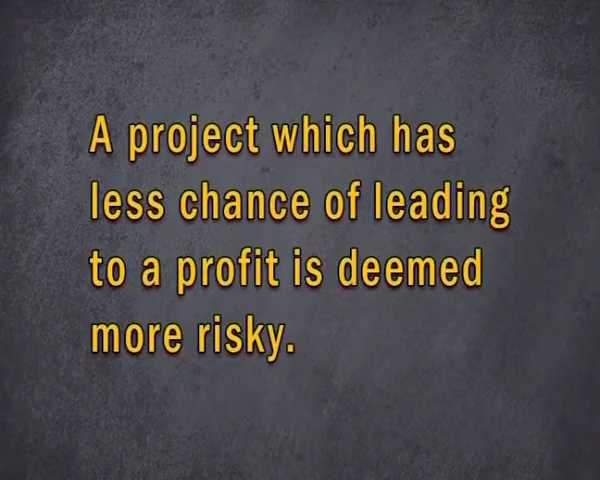 A project which has
less chance of leading
to a profit is deemed
more risky.